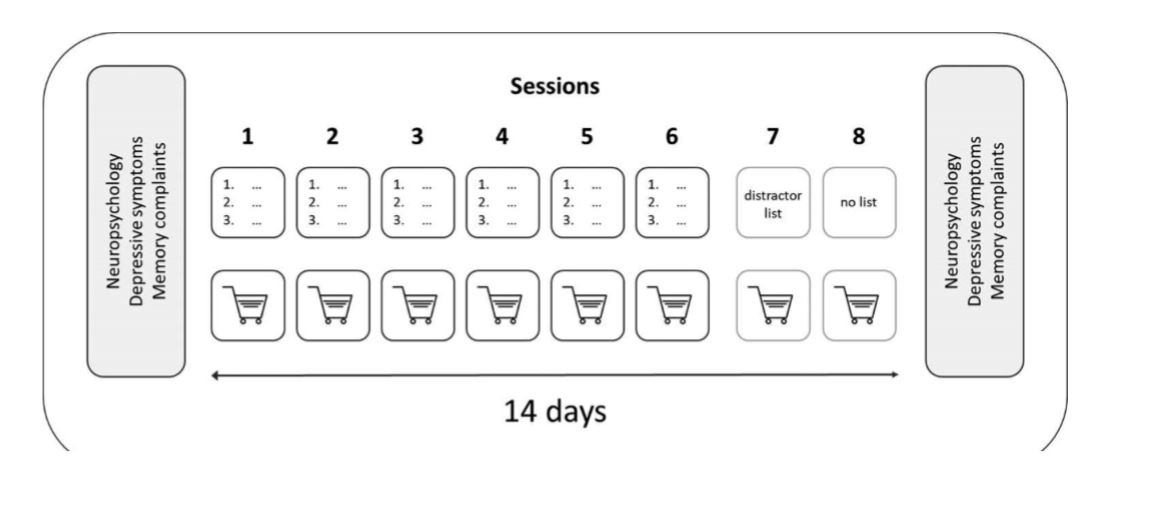 Sessions
1 2 3 4 5 6 7 8
Neuropsychology
Depressive symptoms
Memory complaints
1. ...
2. ...
3. ...
1. ...
2. ...
3. ...
1. ...
2. ...
3. ...
1. ...
2. ...
3. ...
1. ...
2. ...
3. ...
1. ...
2. ...
3. ...
distractor
list
no list
Neuropsychology
Depressive symptoms
Memory complaints
14 days